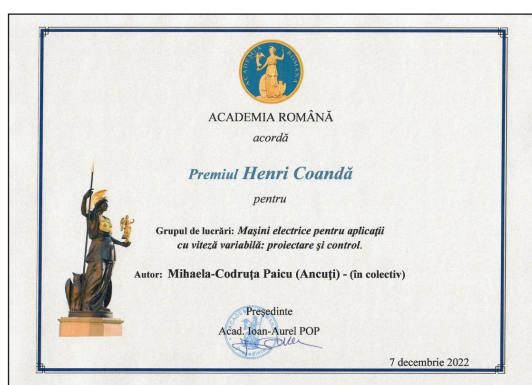 ACADEMIA ROMÂNĂ
acordă
Premiul Henri Coandă
pentru
Grupul de lucrări: Mașini electrice pentru aplicații
cu viteză variabilă: proiectare și control.
Autor: Mihaela-Codruța Paicu (Ancuți) - (în colectiv)
Președinte
Acad. Ioan-Aurel POP
7 decembrie 2022